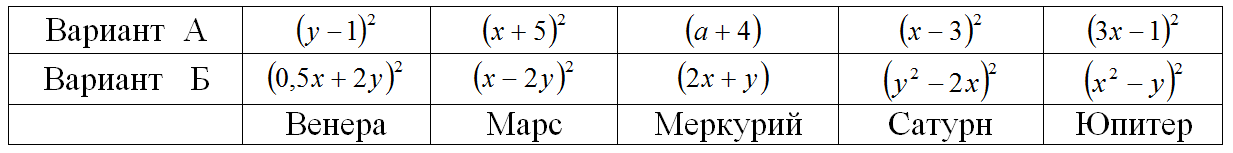 Вариант А (y − 1)² (x + 5)² (a + 4) (x − 3)² (3x − 1)²
Вариант Б (0,5x + 2y)² (x − 2y)² (2x + y) (y² − 2x)² (x² − y)²
Венера Марс Меркурий Сатурн Юпитер